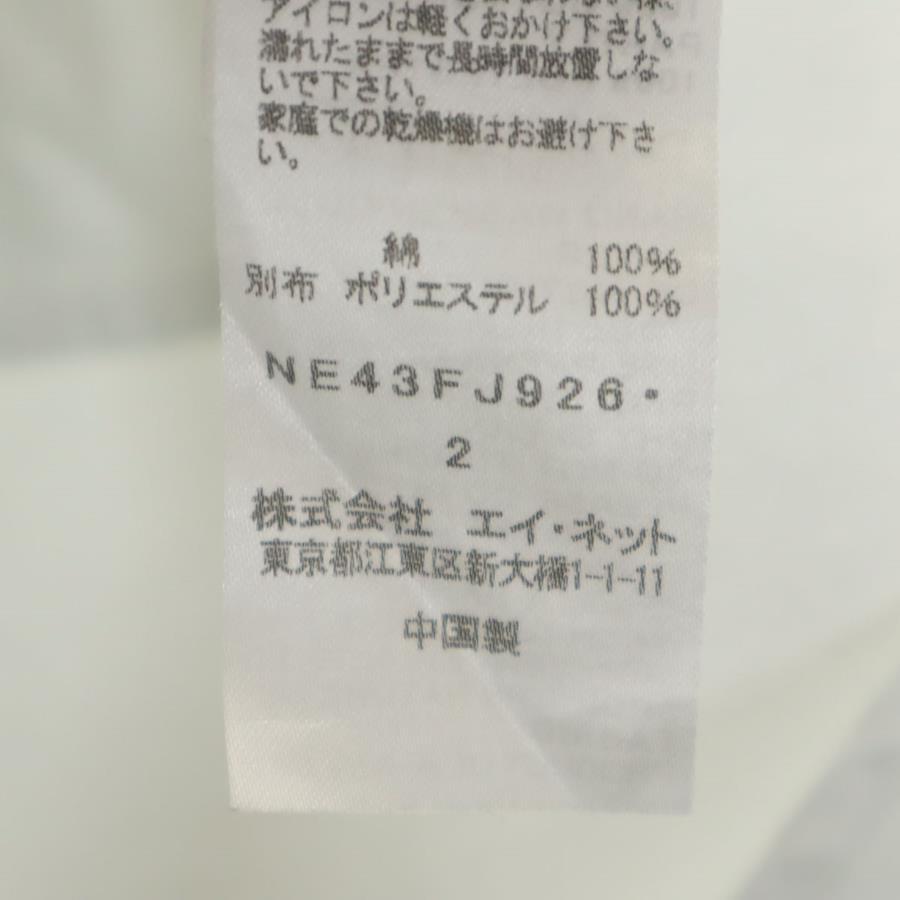 アイロンは軽くおかけ下さい。
濡れたままで長時間放置しな
いで下さい。
家庭での乾燥機はお避け下さ
い。
綿 100%
別布 ポリエステル 100%
NE43FJ926・
2
株式会社 エイ・ネット
東京都江東区新大橋1-1-11
中国製